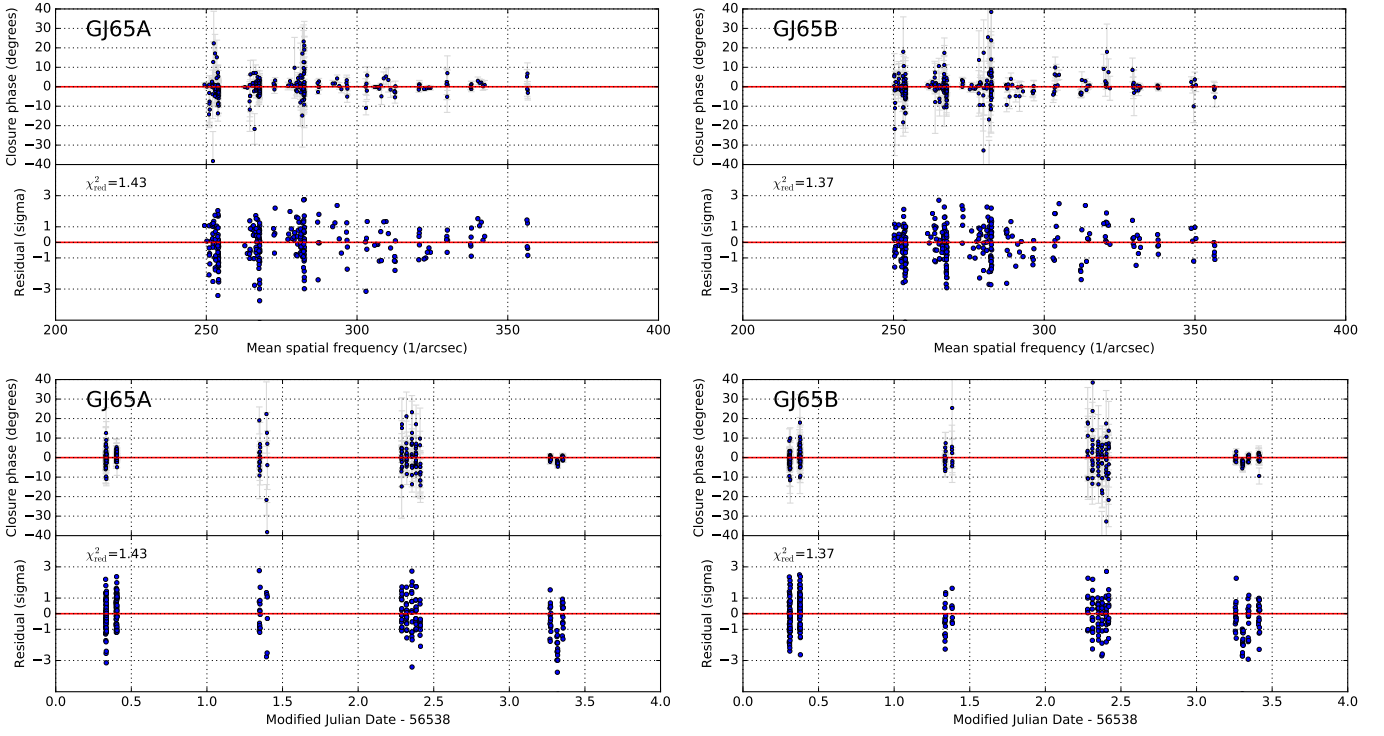 GJ65A
Closure phase (degrees)
40
30
20
10
0
−10
−20
−30
−40
χ²red=1.43
Residual (sigma)
3
1
0
−1
−3
200 250 300 350 400
Mean spatial frequency (1/arcsec)
GJ65B
Closure phase (degrees)
40
30
20
10
0
−10
−20
−30
−40
χ²red=1.37
Residual (sigma)
3
1
0
−1
−3
200 250 300 350 400
Mean spatial frequency (1/arcsec)
GJ65A
Closure phase (degrees)
40
30
20
10
0
−10
−20
−30
−40
χ²red=1.43
Residual (sigma)
3
1
0
−1
−3
0.0 0.5 1.0 1.5 2.0 2.5 3.0 3.5 4.0
Modified Julian Date - 56538
GJ65B
Closure phase (degrees)
40
30
20
10
0
−10
−20
−30
−40
χ²red=1.37
Residual (sigma)
3
1
0
−1
−3
0.0 0.5 1.0 1.5 2.0 2.5 3.0 3.5 4.0
Modified Julian Date - 56538